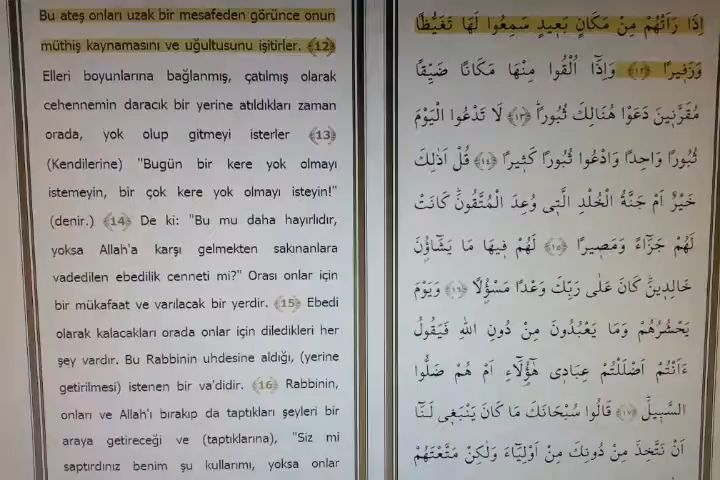 Bu ateş onları uzak bir mesafeden görünce onun
müthiş kaynamasını ve uğultusunu işitirler. ﴾12﴿
Elleri boyunlarına bağlanmış, çatılmış olarak
cehennemin daracık bir yerine atıldıkları zaman
orada, yok olup gitmeyi isterler ﴾13﴿
(Kendilerine) "Bugün bir kere yok olmayı
istemeyin, bir çok kere yok olmayı isteyin!"
(denir.) ﴾14﴿ De ki: "Bu mu daha hayırlıdır,
yoksa Allah'a karşı gelmekten sakınanlara
vadedilen ebedilik cenneti mi?" Orası onlar için
bir mükafaat ve varılacak bir yerdir. ﴾15﴿ Ebedi
olarak kalacakları orada onlar için diledikleri her
şey vardır. Bu Rabbinin uhdesine aldığı, (yerine
getirilmesi) istenen bir va'didir. ﴾16﴿ Rabbinin,
onları ve Allah'ı bırakıp da taptıkları şeyleri bir
araya getireceği ve (taptıklarına), "Siz mi
saptırdınız benim şu kullarımı, yoksa onlar
اِذَا رَاَتْهُمْ مِنْ مَكَانٍ بَعٖيدٍ سَمِعُوا لَهَا تَغَيُّظًا
وَزَفٖيرًا ﴿١٢﴾ وَاِذَٓا اُلْقُوا مِنْهَا مَكَانًا ضَيِّقًا
مُقَرَّنٖينَ دَعَوْا هُنَالِكَ ثُبُورًاؕ ﴿١٣﴾ لَا تَدْعُوا الْيَوْمَ
ثُبُورًا وَاحِدًا وَادْعُوا ثُبُورًا كَثٖيرًا ﴿١٤﴾ قُلْ اَذٰلِكَ
خَيْرٌ اَمْ جَنَّةُ الْخُلْدِ الَّتٖى وُعِدَ الْمُتَّقُونَؕ كَانَتْ
لَهُمْ جَزَٓاءً وَمَصٖيرًا ﴿١٥﴾ لَهُمْ فٖيهَا مَا يَشَٓاؤُنَ
خَالِدٖينَؕ كَانَ عَلٰى رَبِّكَ وَعْدًا مَسْؤُلًا ﴿١٦﴾ وَيَوْمَ
يَحْشُرُهُمْ وَمَا يَعْبُدُونَ مِنْ دُونِ اللّٰهِ فَيَقُولُ
ءَاَنْتُمْ اَضْلَلْتُمْ عِبَادٖى هٰٓؤُلَٓاءِ اَمْ هُمْ ضَلُّوا
السَّبٖيلَؕ ﴿١٧﴾ قَالُوا سُبْحَانَكَ مَا كَانَ يَنْبَغٖى لَنَٓا
اَنْ نَتَّخِذَ مِنْ دُونِكَ مِنْ اَوْلِيَٓاءَ وَلٰكِنْ مَتَّعْتَهُمْ